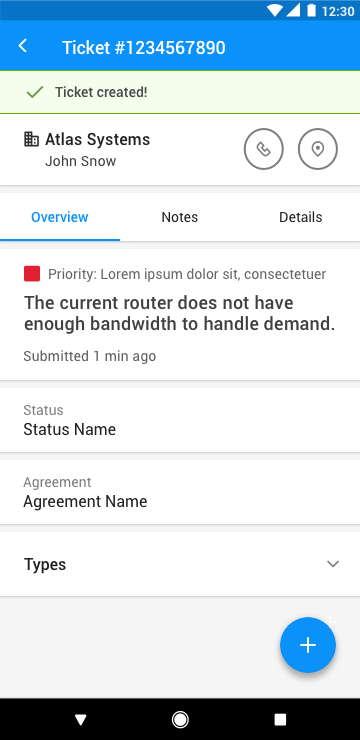 12:30
Ticket #1234567890
Ticket created!
Atlas Systems
John Snow
Overview Notes Details
Priority: Lorem ipsum dolor sit, consectetuer
The current router does not have
enough bandwidth to handle demand.
Submitted 1 min ago
Status
Status Name
Agreement
Agreement Name
Types